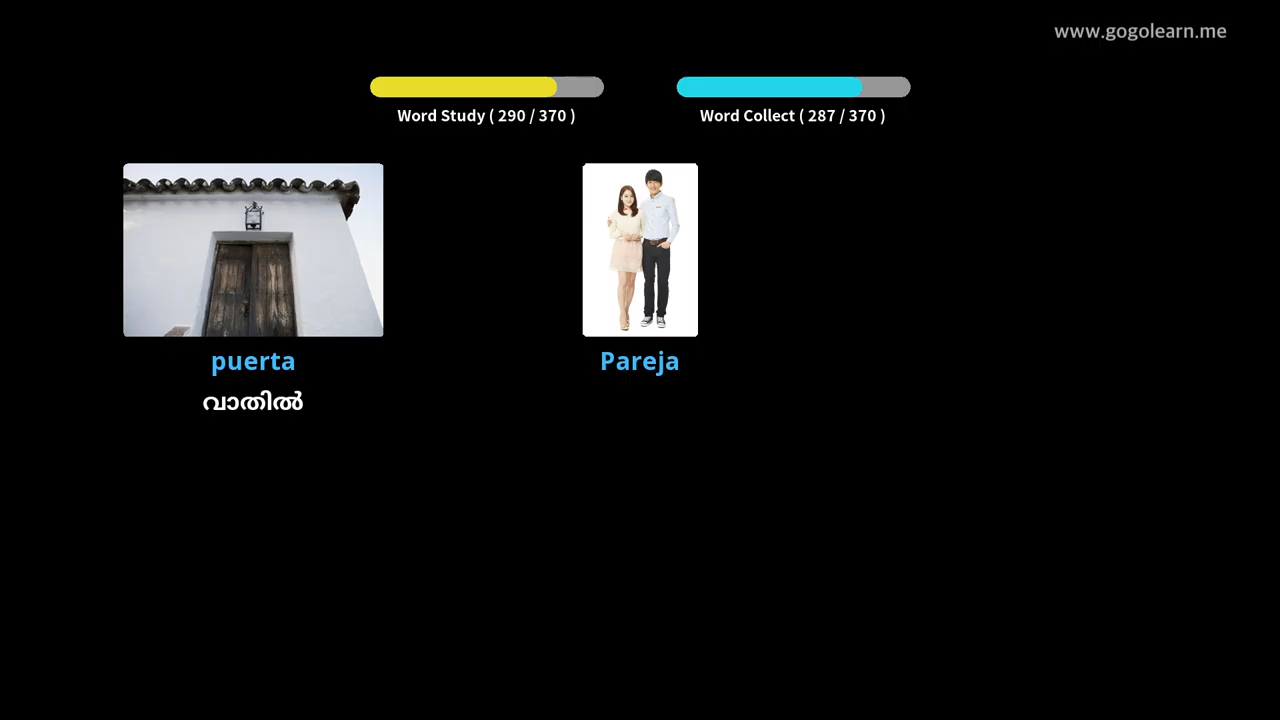 www.gogolearn.me
Word Study ( 290 / 370 )
Word Collect ( 287 / 370 )
puerta
Pareja
വാതിൽ